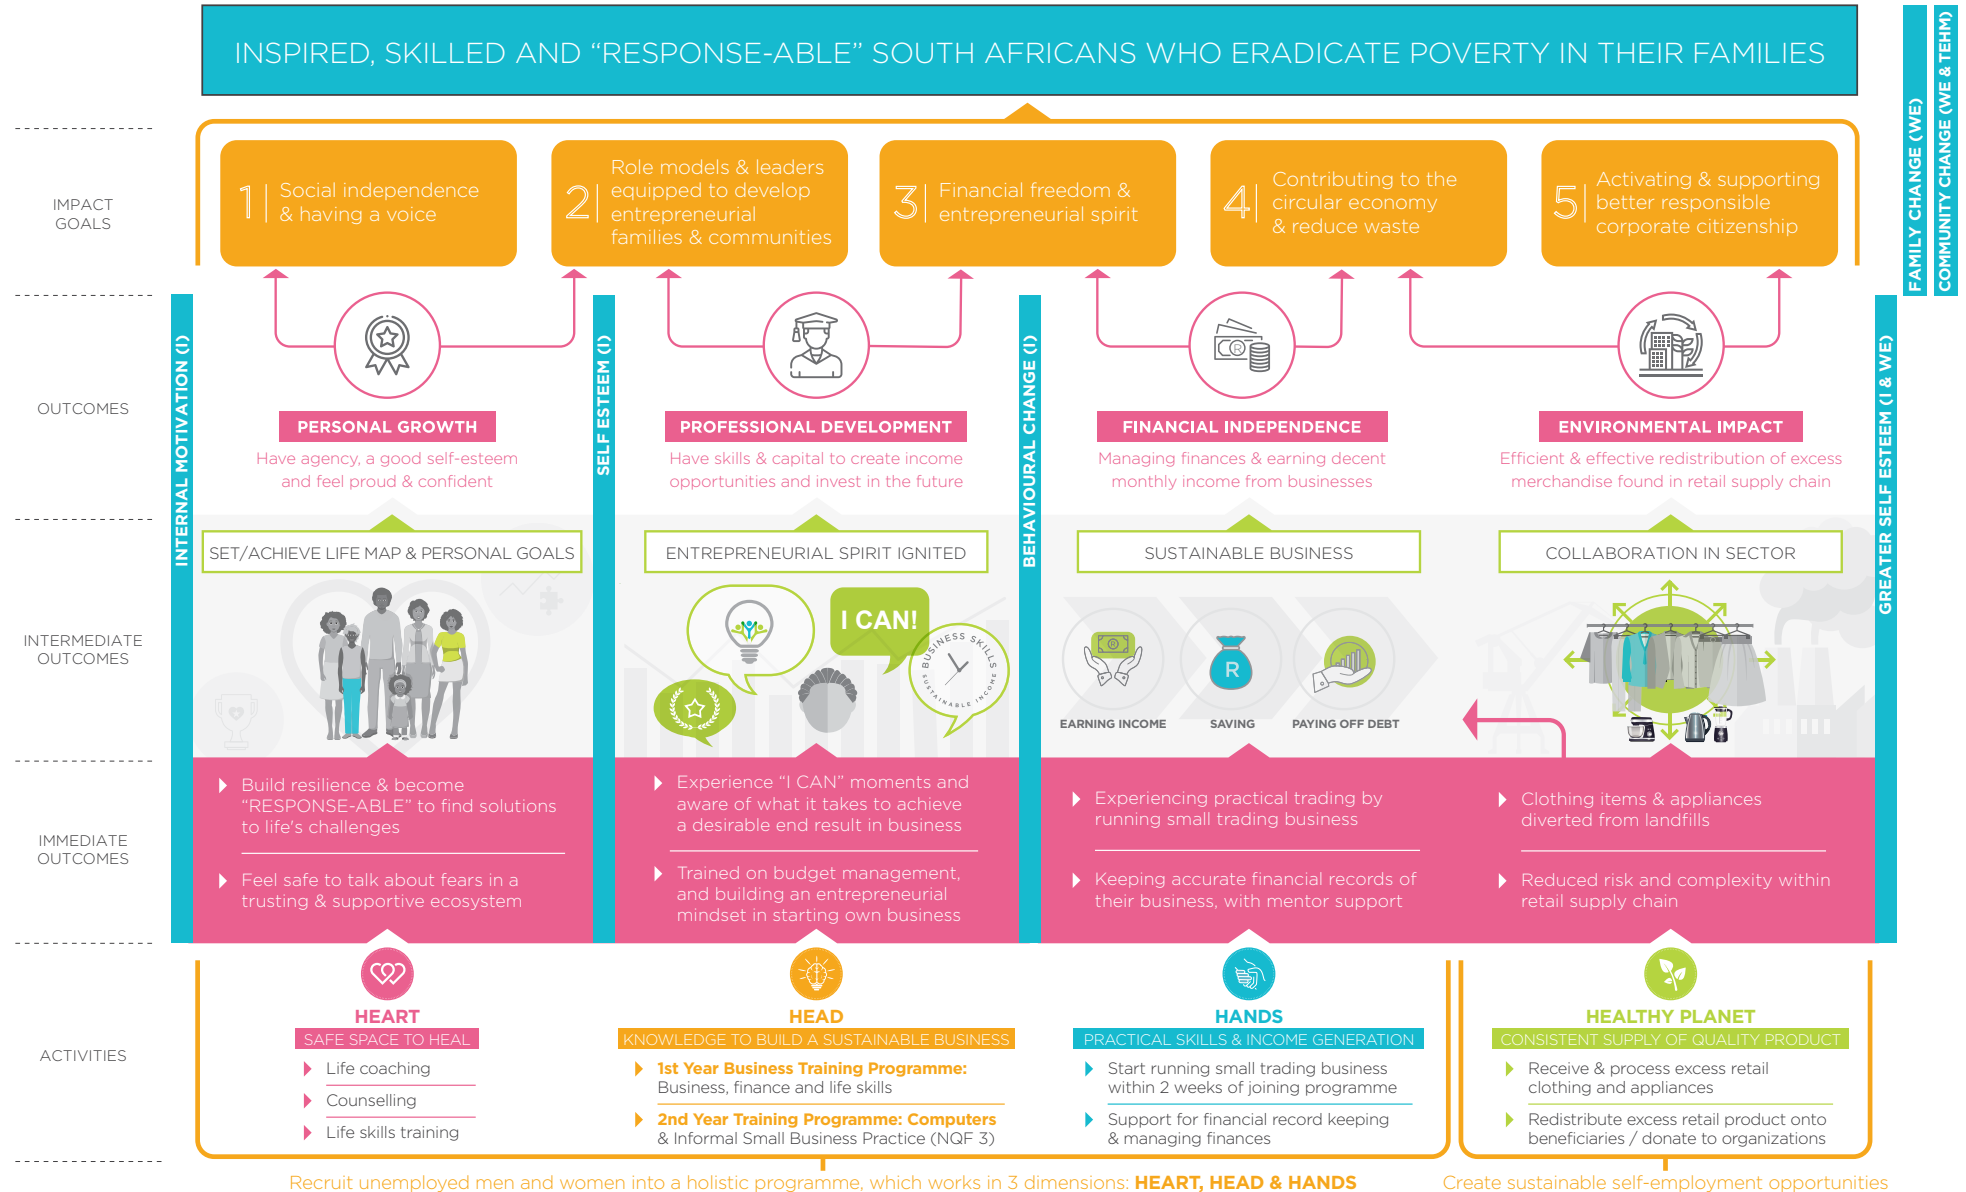 INSPIRED, SKILLED AND “RESPONSE-ABLE” SOUTH AFRICANS WHO ERADICATE POVERTY IN THEIR FAMILIES
FAMILY CHANGE (WE)
COMMUNITY CHANGE (WE & TEHM)
IMPACT
GOALS
1
Social independence
& having a voice
2
Role models & leaders
equipped to develop
entrepreneurial
families & communities
3
Financial freedom &
entrepreneurial spirit
4
Contributing to the
circular economy
& reduce waste
5
Activating & supporting
better responsible
corporate citizenship
OUTCOMES
INTERNAL MOTIVATION (I)
SELF ESTEEM (I)
BEHAVIOURAL CHANGE (I)
GREATER SELF ESTEEM (I & WE)
PERSONAL GROWTH
Have agency, a good self-esteem
and feel proud & confident
PROFESSIONAL DEVELOPMENT
Have skills & capital to create income
opportunities and invest in the future
R
FINANCIAL INDEPENDENCE
Managing finances & earning decent
monthly income from businesses
ENVIRONMENTAL IMPACT
Efficient & effective redistribution of excess
merchandise found in retail supply chain
INTERMEDIATE
OUTCOMES
SET/ACHIEVE LIFE MAP & PERSONAL GOALS
ENTREPRENEURIAL SPIRIT IGNITED
I CAN!
BUSINESS SKILLS
SUSTAINABLE INCOME
SUSTAINABLE BUSINESS
R
R
EARNING INCOME
SAVING
PAYING OFF DEBT
COLLABORATION IN SECTOR
IMMEDIATE
OUTCOMES
Build resilience & become
“RESPONSE-ABLE” to find solutions
to life's challenges
Feel safe to talk about fears in a
trusting & supportive ecosystem
Experience “I CAN” moments and
aware of what it takes to achieve
a desirable end result in business
Trained on budget management,
and building an entrepreneurial
mindset in starting own business
Experiencing practical trading by
running small trading business
Keeping accurate financial records of
their business, with mentor support
Clothing items & appliances
diverted from landfills
Reduced risk and complexity within
retail supply chain
ACTIVITIES
HEART
SAFE SPACE TO HEAL
Life coaching
Counselling
Life skills training
HEAD
KNOWLEDGE TO BUILD A SUSTAINABLE BUSINESS
1st Year Business Training Programme:
Business, finance and life skills
2nd Year Training Programme: Computers
& Informal Small Business Practice (NQF 3)
HANDS
PRACTICAL SKILLS & INCOME GENERATION
Start running small trading business
within 2 weeks of joining programme
Support for financial record keeping
& managing finances
HEALTHY PLANET
CONSISTENT SUPPLY OF QUALITY PRODUCT
Receive & process excess retail
clothing and appliances
Redistribute excess retail product onto
beneficiaries / donate to organizations
Recruit unemployed men and women into a holistic programme, which works in 3 dimensions: HEART, HEAD & HANDS
Create sustainable self-employment opportunities